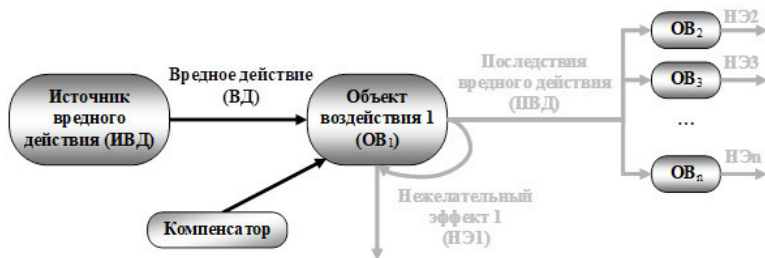 НЭ2
ОВ2
Последствия
вредного действия
(ПВД)
Вредное действие
(ВД)
НЭ3
ОВ3
Источник
вредного
действия (ИВД)
Объект
воздействия 1
(ОВ1)
...
НЭn
ОВn
Нежелательный
эффект 1
(НЭ1)
Компенсатор